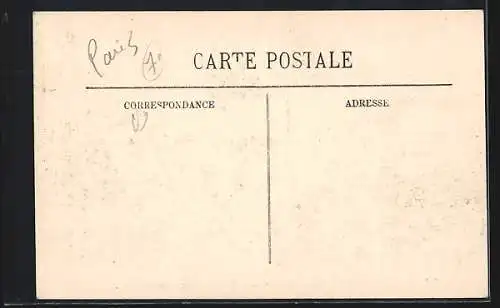 Paris
CARTE POSTALE
CORRESPONDANCE
ADRESSE